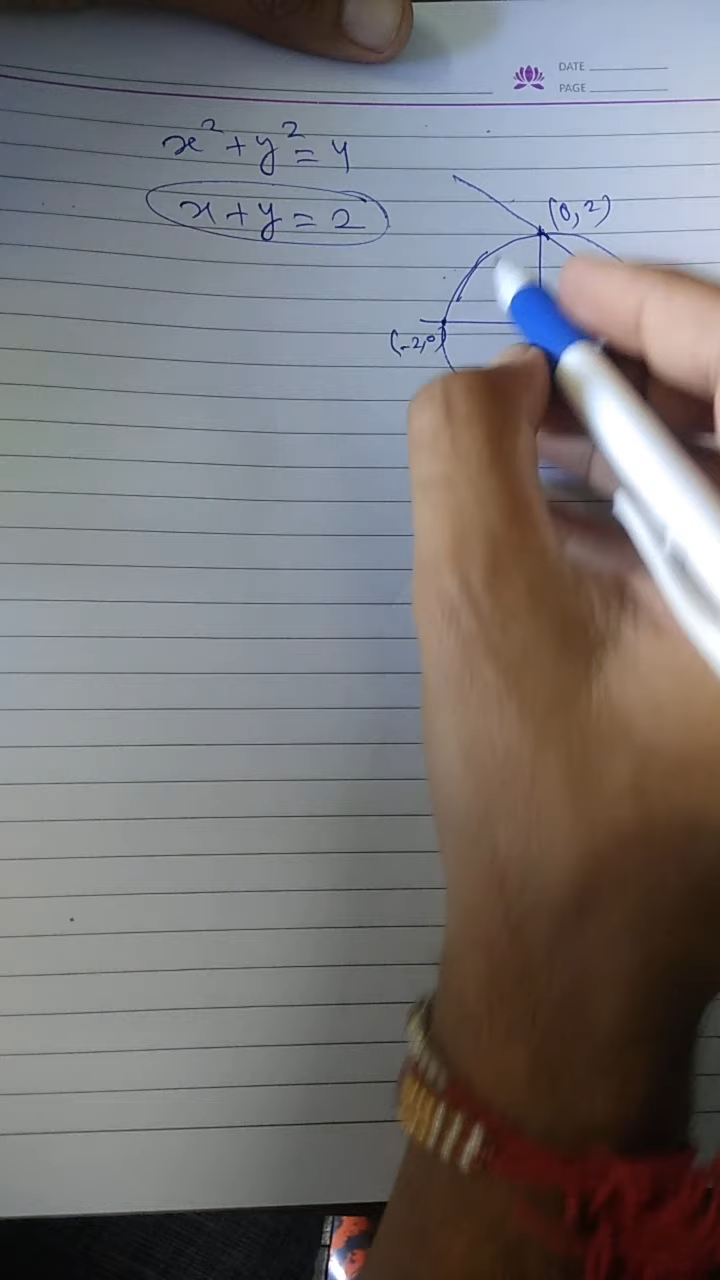 DATE
PAGE
x² + y² = 4
x + y = 2
(0, 2)
(-2, 0)